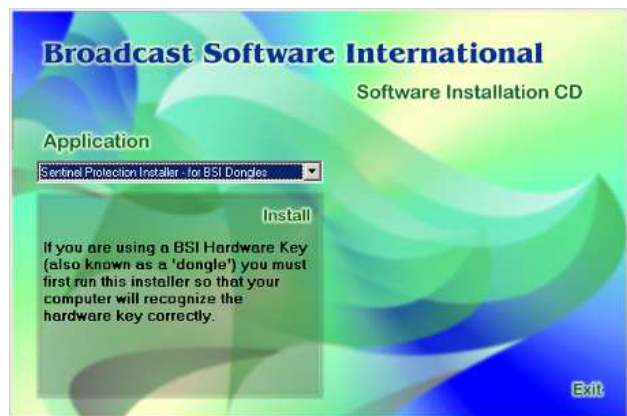 Broadcast Software International
Software Installation CD
Application
Sentinel Protection Installer - for BSI Dongles
Install
If you are using a BSI Hardware Key
(also known as a 'dongle') you must
first run this installer so that your
computer will recognize the
hardware key correctly.
Exit